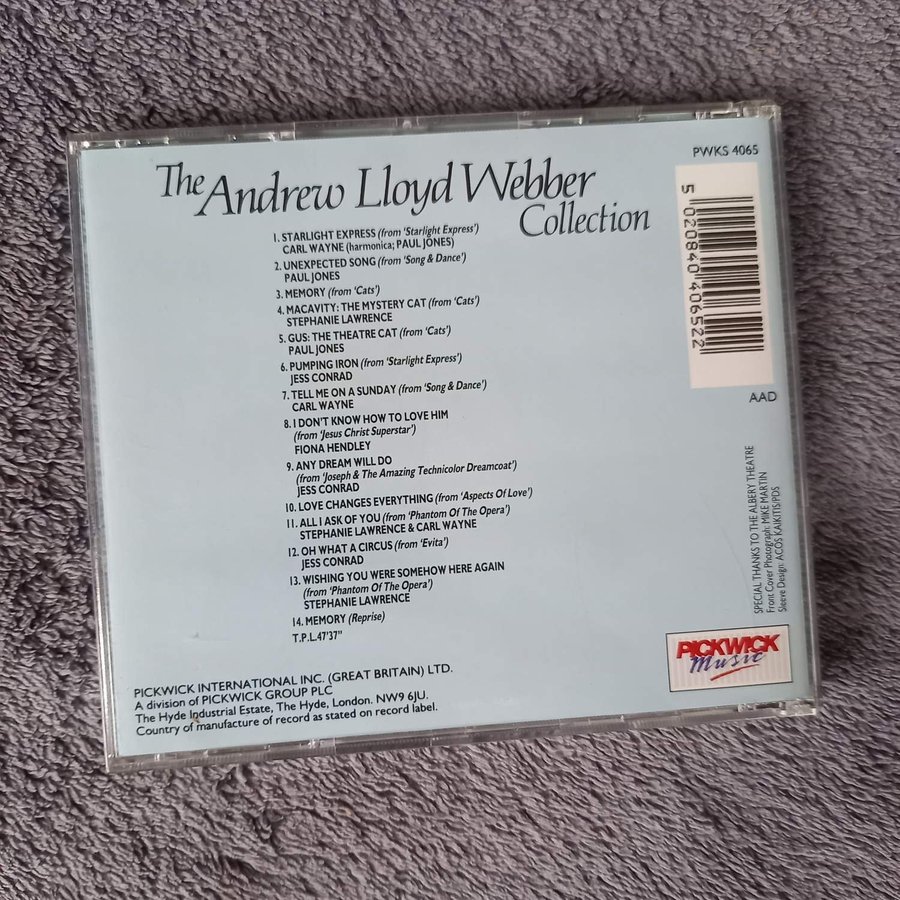 The Andrew Lloyd Webber
Collection
PWKS 4065
5 020840 406522
AAD
1. STARLIGHT EXPRESS (from 'Starlight Express')
CARL WAYNE (harmonica; PAUL JONES)
2. UNEXPECTED SONG (from 'Song & Dance')
PAUL JONES
3. MEMORY (from 'Cats')
4. MACAVITY: THE MYSTERY CAT (from 'Cats')
STEPHANIE LAWRENCE
5. GUS: THE THEATRE CAT (from 'Cats')
PAUL JONES
6. PUMPING IRON (from 'Starlight Express')
JESS CONRAD
7. TELL ME ON A SUNDAY (from 'Song & Dance')
CARL WAYNE
8. I DON'T KNOW HOW TO LOVE HIM
(from 'Jesus Christ Superstar')
FIONA HENDLEY
9. ANY DREAM WILL DO
(from 'Joseph & The Amazing Technicolor Dreamcoat')
JESS CONRAD
10. LOVE CHANGES EVERYTHING (from 'Aspects Of Love')
11. ALL I ASK OF YOU (from 'Phantom Of The Opera')
STEPHANIE LAWRENCE & CARL WAYNE
12. OH WHAT A CIRCUS (from 'Evita')
JESS CONRAD
13. WISHING YOU WERE SOMEHOW HERE AGAIN
(from 'Phantom Of The Opera')
STEPHANIE LAWRENCE
14. MEMORY (Reprise)
T.P.L.47'37"
SPECIAL THANKS TO THE ALBERY THEATRE
Front Cover Photograph: MIKE MARTIN
Sleeve Design: ACOS KAIKITIS/PDS
PICKWICK
Music
PICKWICK INTERNATIONAL INC. (GREAT BRITAIN) LTD.
A division of PICKWICK GROUP PLC
The Hyde Industrial Estate, The Hyde, London. NW9 6JU.
Country of manufacture of record as stated on record label.